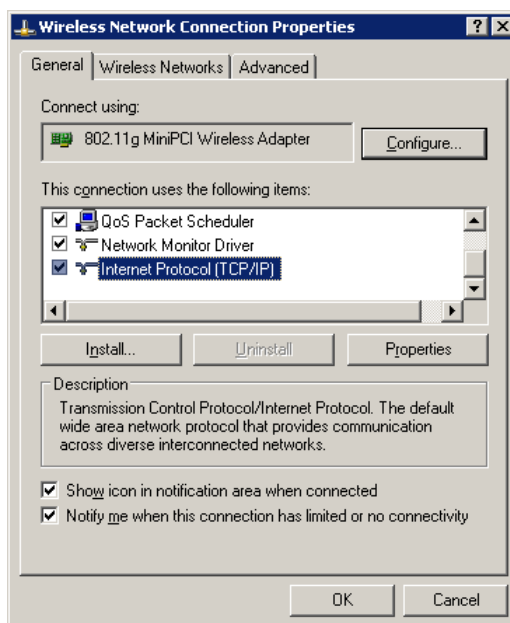 Wireless Network Connection Properties
General Wireless Networks Advanced
Connect using:
802.11g MiniPCI Wireless Adapter Configure...
This connection uses the following items:
QoS Packet Scheduler
Network Monitor Driver
Internet Protocol (TCP/IP)
Install... Uninstall Properties
Description
Transmission Control Protocol/Internet Protocol. The default
wide area network protocol that provides communication
across diverse interconnected networks.
Show icon in notification area when connected
Notify me when this connection has limited or no connectivity
OK Cancel